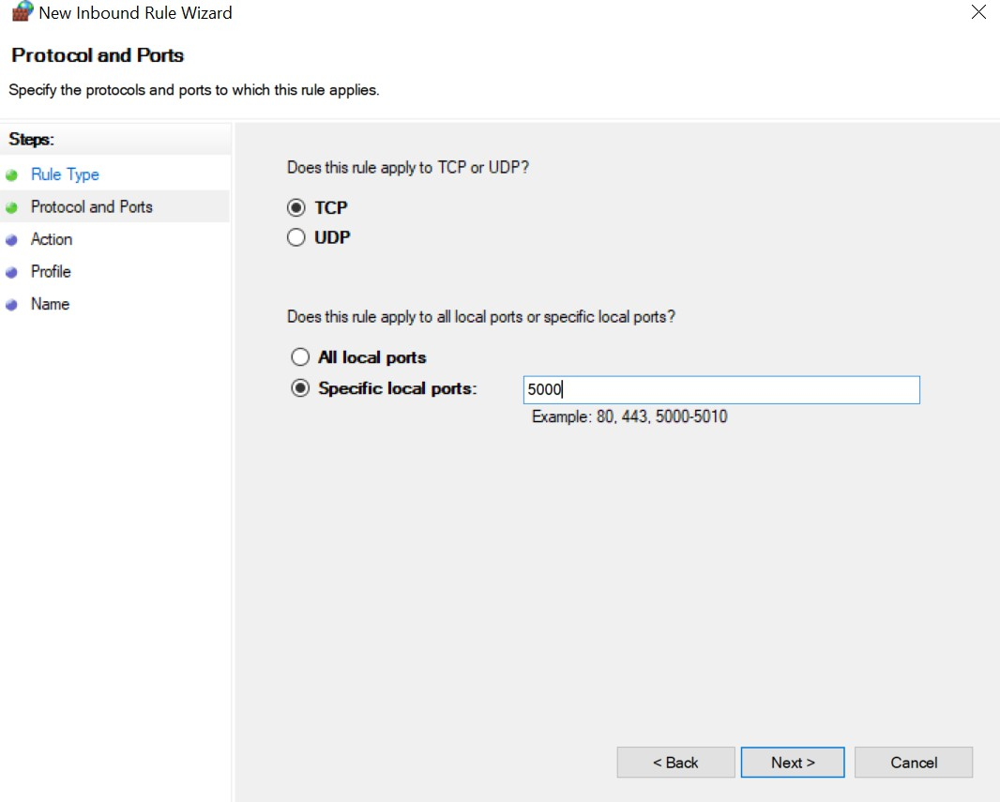 New Inbound Rule Wizard
Protocol and Ports
Specify the protocols and ports to which this rule applies.
Steps:
Rule Type
Protocol and Ports
Action
Profile
Name
Does this rule apply to TCP or UDP?
TCP
UDP
Does this rule apply to all local ports or specific local ports?
All local ports
Specific local ports: 5000
Example: 80, 443, 5000-5010
< Back Next > Cancel